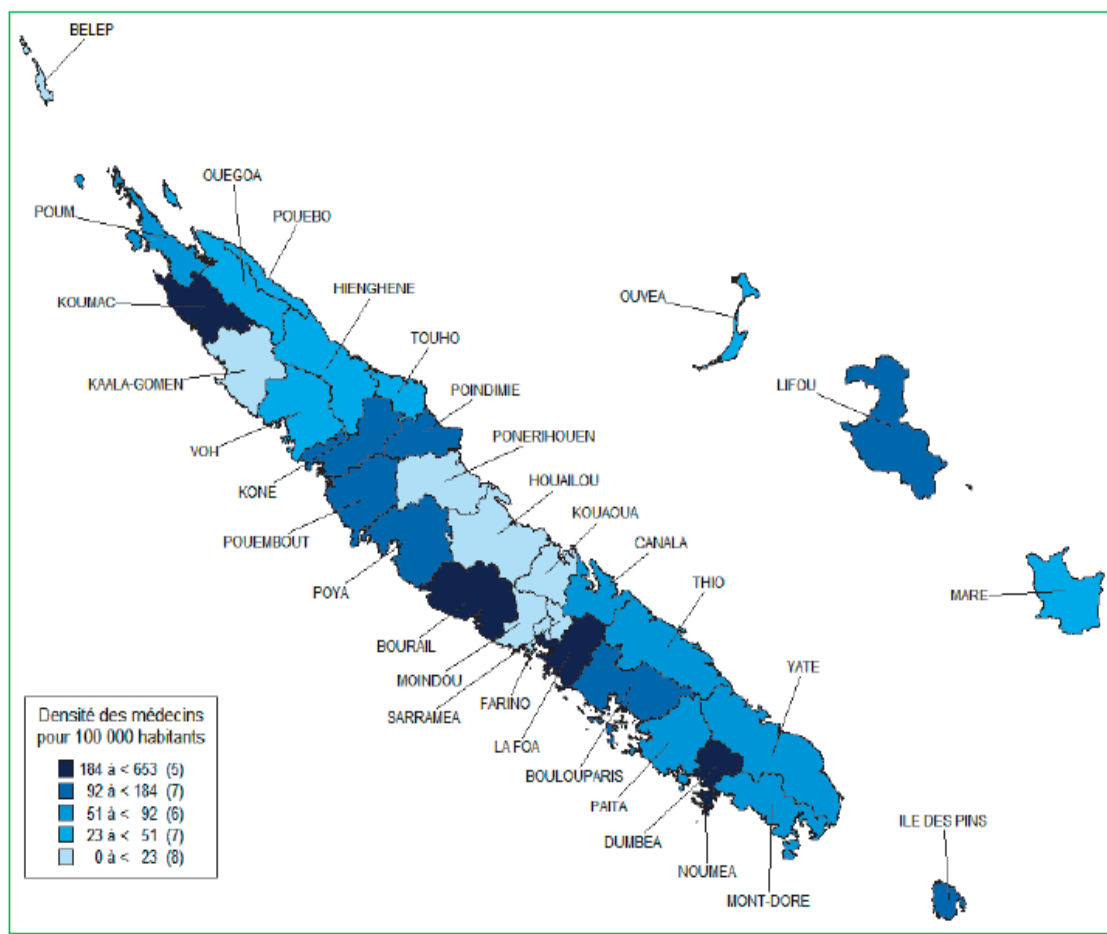 BELEP
OUEGOA
POUM
POUEBO
HIENGHENE
KOUMAC
OUVEA
TOUHO
KAALA-GOMEN
LIFOU
POINDIMIE
PONERIHOUEN
VOH
HOUAILOU
KONE
KOUAOUA
POUEMBOUT
CANALA
THIO
POYA
MARE
BOURAIL
YATE
MOINDOU
FARINO
SARRAMEA
LA FOA
BOULOUPARIS
PAITA
ILE DES PINS
DUMBEA
NOUMEA
MONT-DORE
Densité des médecins
pour 100 000 habitants
184 à < 653 (5)
92 à < 184 (7)
51 à < 92 (6)
23 à < 51 (7)
0 à < 23 (8)